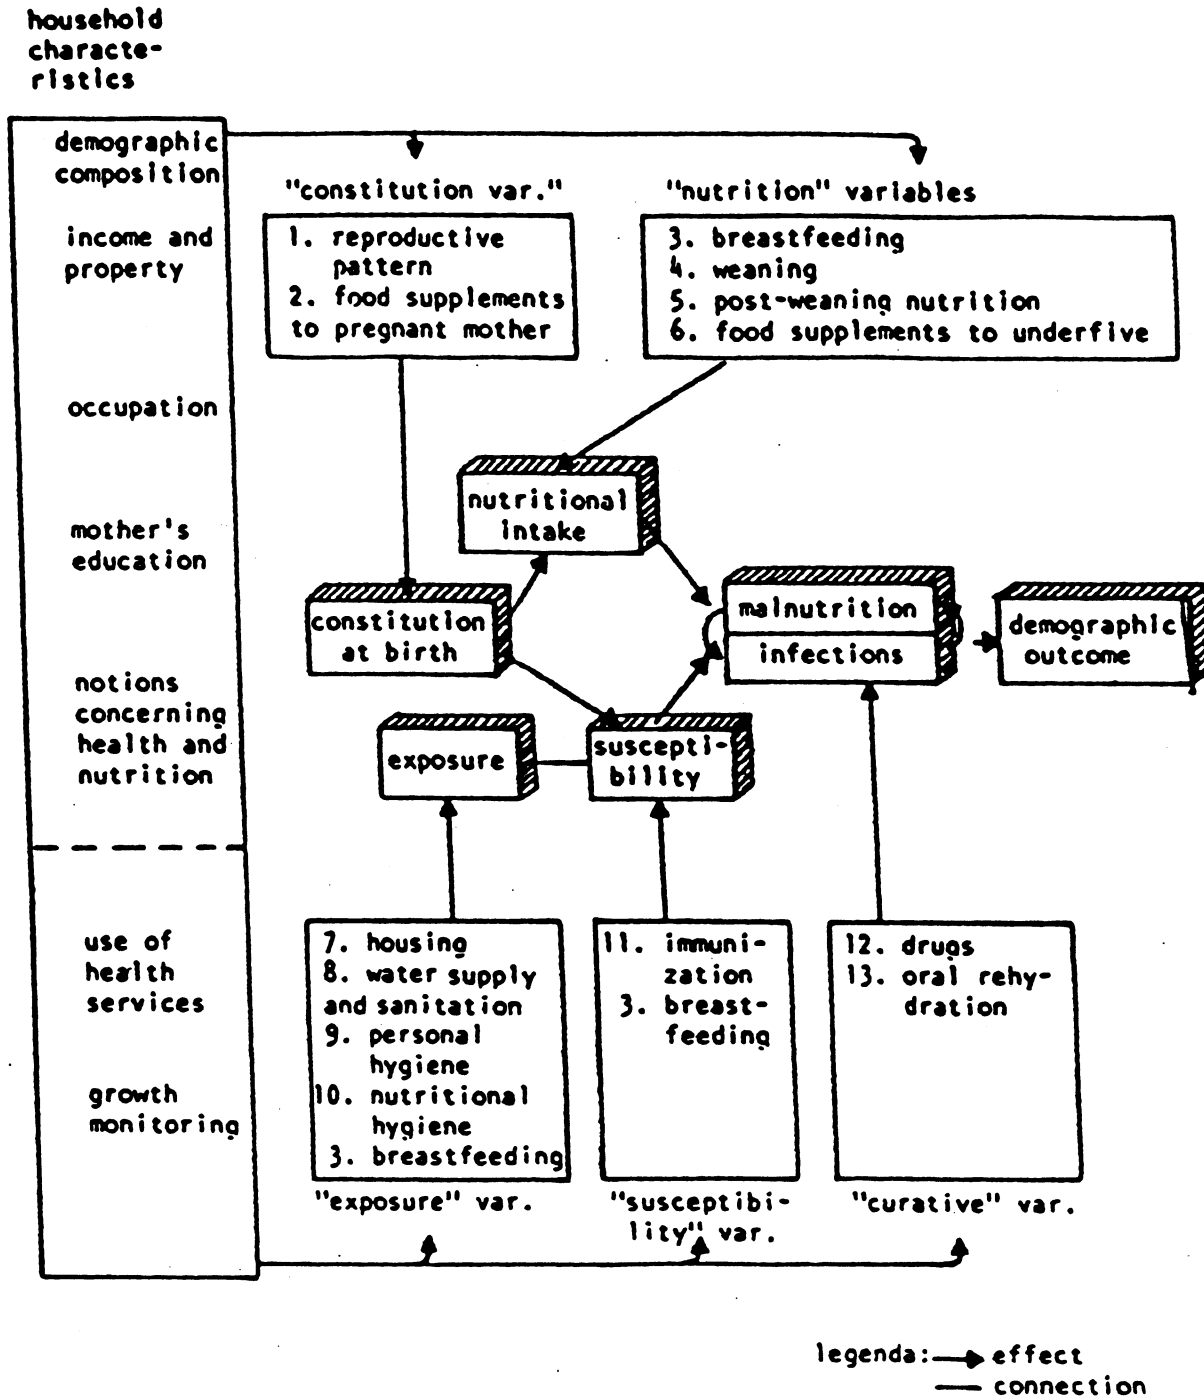 household
characte-
ristics
demographic
composition
income and
property
occupation
mother's
education
notions
concerning
health and
nutrition
use of
health
services
growth
monitoring
"constitution var."
1. reproductive
pattern
2. food supplements
to pregnant mother
"nutrition" variables
3. breastfeeding
4. weaning
5. post-weaning nutrition
6. food supplements to underfive
nutritional
intake
constitution
at birth
malnutrition
infections
demographic
outcome
exposure
suscepti-
bility
7. housing
8. water supply
and sanitation
9. personal
hygiene
10. nutritional
hygiene
3. breastfeeding
"exposure" var.
11. immuni-
zation
3. breast-
feeding
"susceptibi-
lity" var.
12. drugs
13. oral rehy-
dration
"curative" var.
legenda: effect
connection